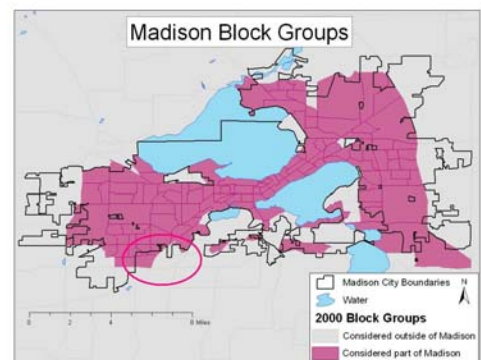 Madison Block Groups
0 2 4 8 Miles
Madison City Boundaries
N
Water
2000 Block Groups
Considered outside of Madison
Considered part of Madison